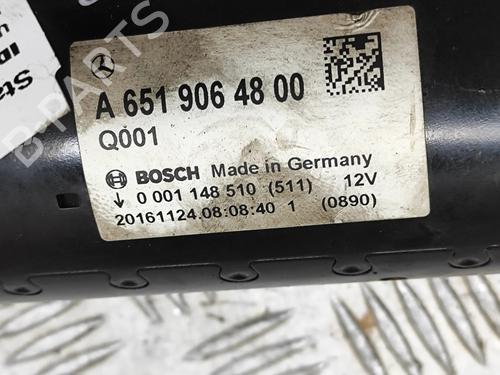 A 651 906 48 00
Q001
BOSCH Made in Germany
0 001 148 510 (511) 12V
20161124.08:08:40 1 (0890)
B-PARTS